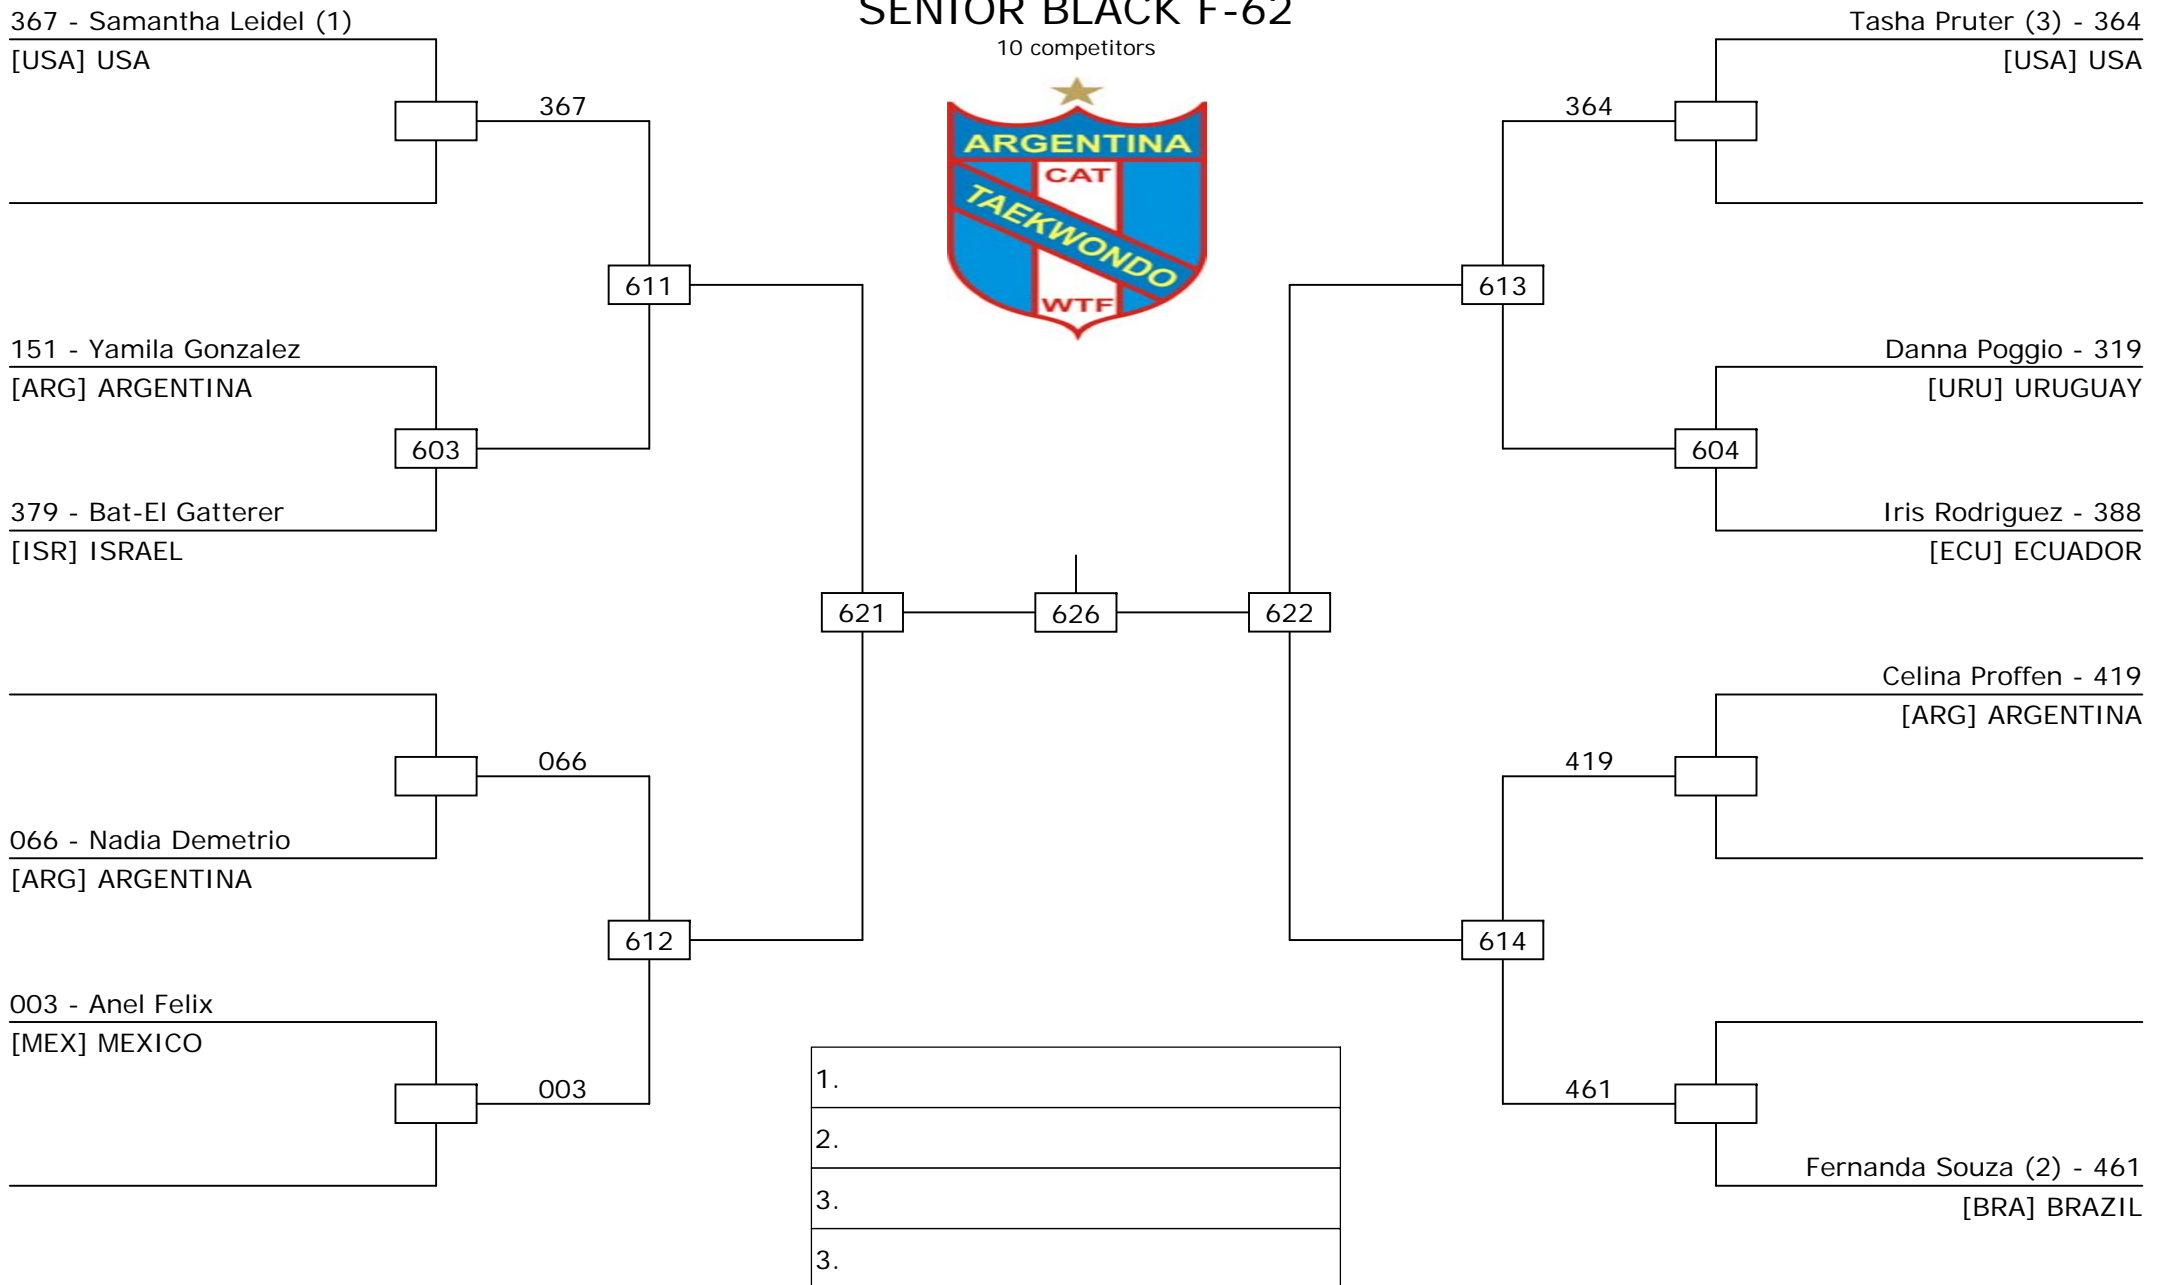 SENIOR BLACK F-62
10 competitors
ARGENTINA
CAT
TAEKWONDO
WTF
367 - Samantha Leidel (1)
[USA] USA
367
611
151 - Yamila Gonzalez
[ARG] ARGENTINA
603
379 - Bat-El Gatterer
[ISR] ISRAEL
621
066
066 - Nadia Demetrio
[ARG] ARGENTINA
612
003 - Anel Felix
[MEX] MEXICO
003
626
Tasha Pruter (3) - 364
[USA] USA
364
613
Danna Poggio - 319
[URU] URUGUAY
604
Iris Rodriguez - 388
[ECU] ECUADOR
622
Celina Proffen - 419
[ARG] ARGENTINA
419
614
461
Fernanda Souza (2) - 461
[BRA] BRAZIL
1.
2.
3.
3.